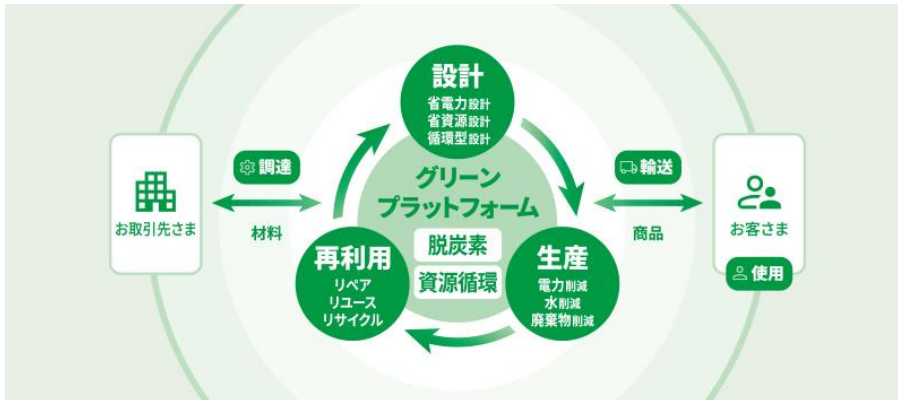 設計
省電力設計
省資源設計
循環型設計
調達
輸送
グリーン
プラットフォーム
お取引先さま
材料
商品
お客さま
脱炭素
資源循環
再利用
リペア
リユース
リサイクル
生産
電力削減
水削減
廃棄物削減
使用